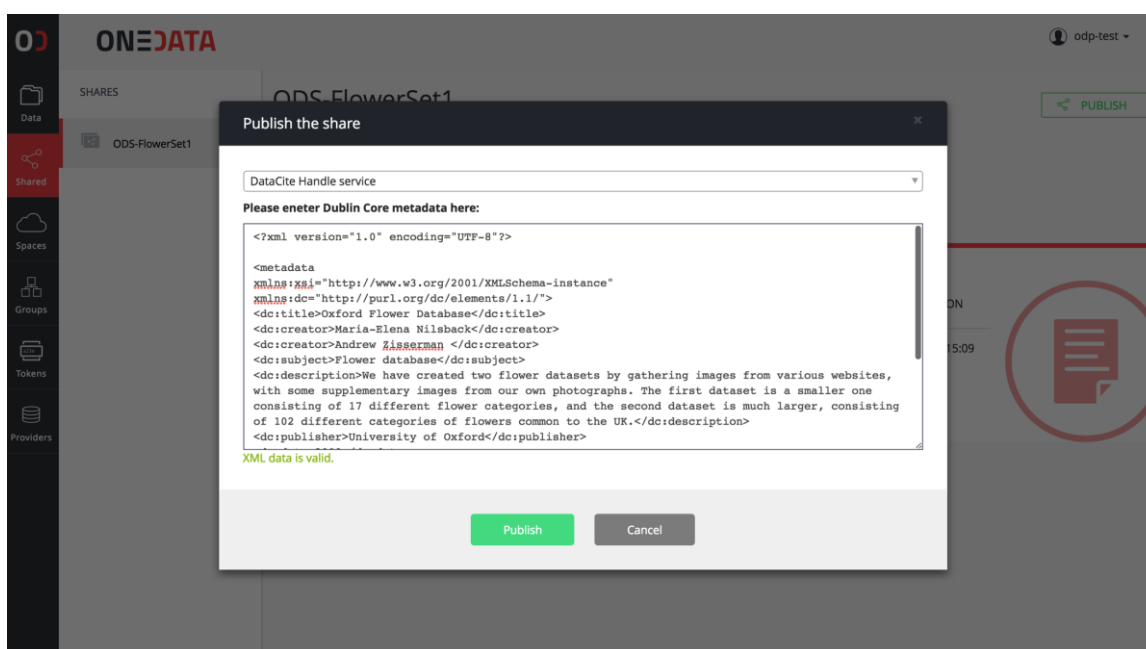 ONEDATA
odp-test
SHARES
ODS-FlowerSet1
PUBLISH
Data
ODS-FlowerSet1
Shared
Spaces
Groups
Tokens
Providers
ON
15:09
Publish the share
x
DataCite Handle service
Please eneter Dublin Core metadata here:
<?xml version="1.0" encoding="UTF-8"?>
<metadata
xmlns:xsi="http://www.w3.org/2001/XMLSchema-instance"
xmlns:dc="http://purl.org/dc/elements/1.1/">
<dc:title>Oxford Flower Database</dc:title>
<dc:creator>Maria-Elena Nilsback</dc:creator>
<dc:creator>Andrew Zisserman </dc:creator>
<dc:subject>Flower database</dc:subject>
<dc:description>We have created two flower datasets by gathering images from various websites,
with some supplementary images from our own photographs. The first dataset is a smaller one
consisting of 17 different flower categories, and the second dataset is much larger, consisting
of 102 different categories of flowers common to the UK.</dc:description>
<dc:publisher>University of Oxford</dc:publisher>
XML data is valid.
Publish
Cancel